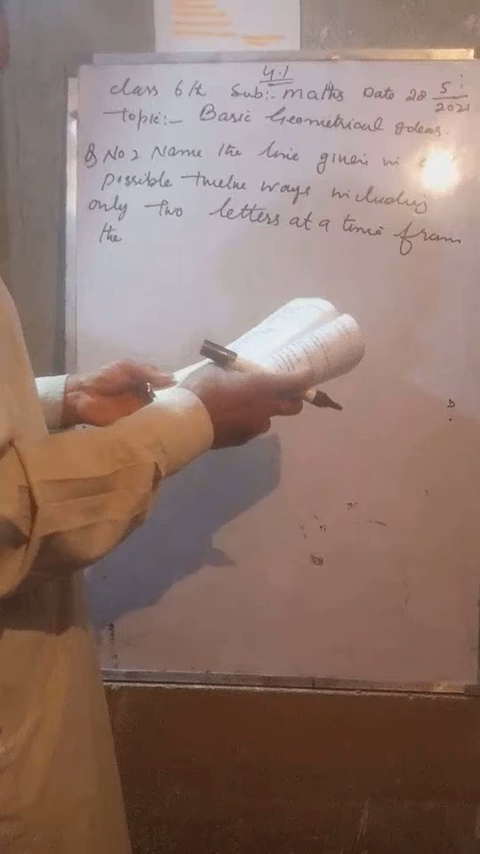 4.1
Class 6th Sub:- Maths Date 28 5 2021
Topic:- Basic Geometrical Ideas.
Q No 2 Name the line given in
possible twelve ways including
only two letters at a time from
the
D